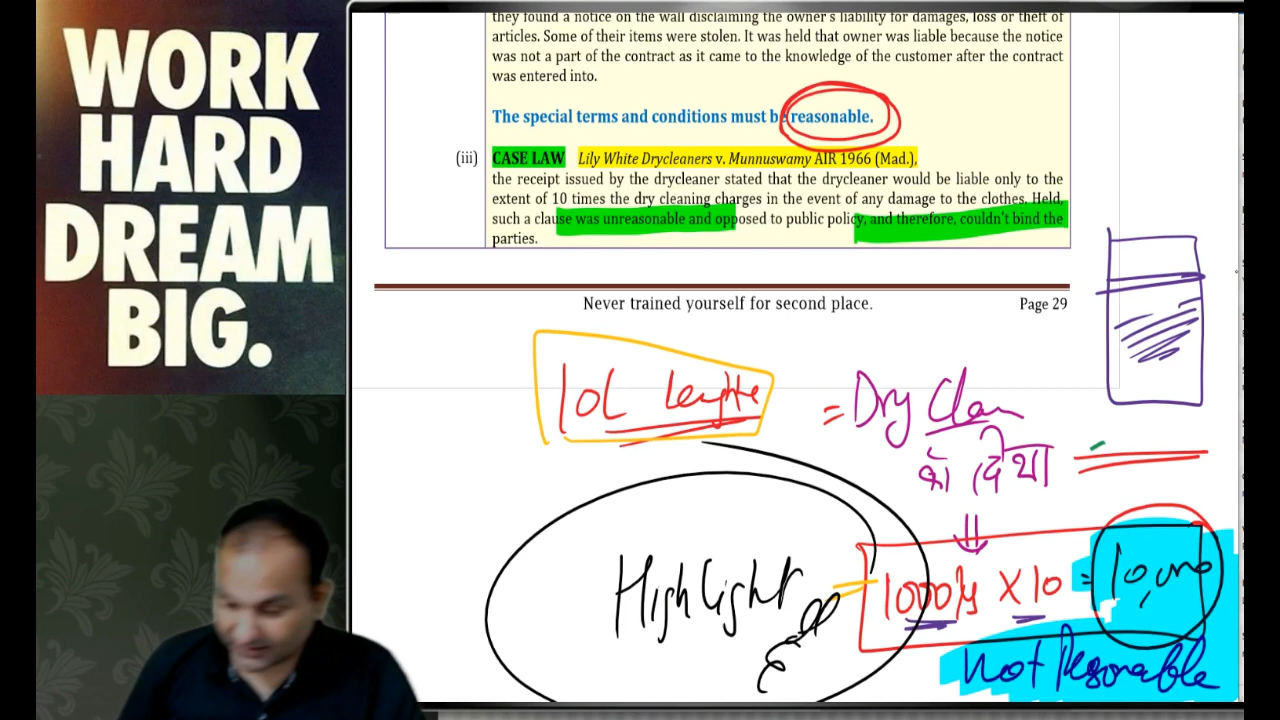 WORK
HARD
DREAM
BIG.
they found a notice on the wall disclaiming the owner's liability for damages, loss or theft of
articles. Some of their items were stolen. It was held that owner was liable because the notice
was not a part of the contract as it came to the knowledge of the customer after the contract
was entered into.
The special terms and conditions must be reasonable.
(iii) CASE LAW Lily White Drycleaners v. Munnuswamy AIR 1966 (Mad.),
the receipt issued by the drycleaner stated that the drycleaner would be liable only to the
extent of 10 times the dry cleaning charges in the event of any damage to the clothes. Held,
such a clause was unreasonable and opposed to public policy, and therefore, couldn't bind the
parties.
Never trained yourself for second place. Page 29
10L
= Dry
को दिया
Highlight
X 10 =
Not